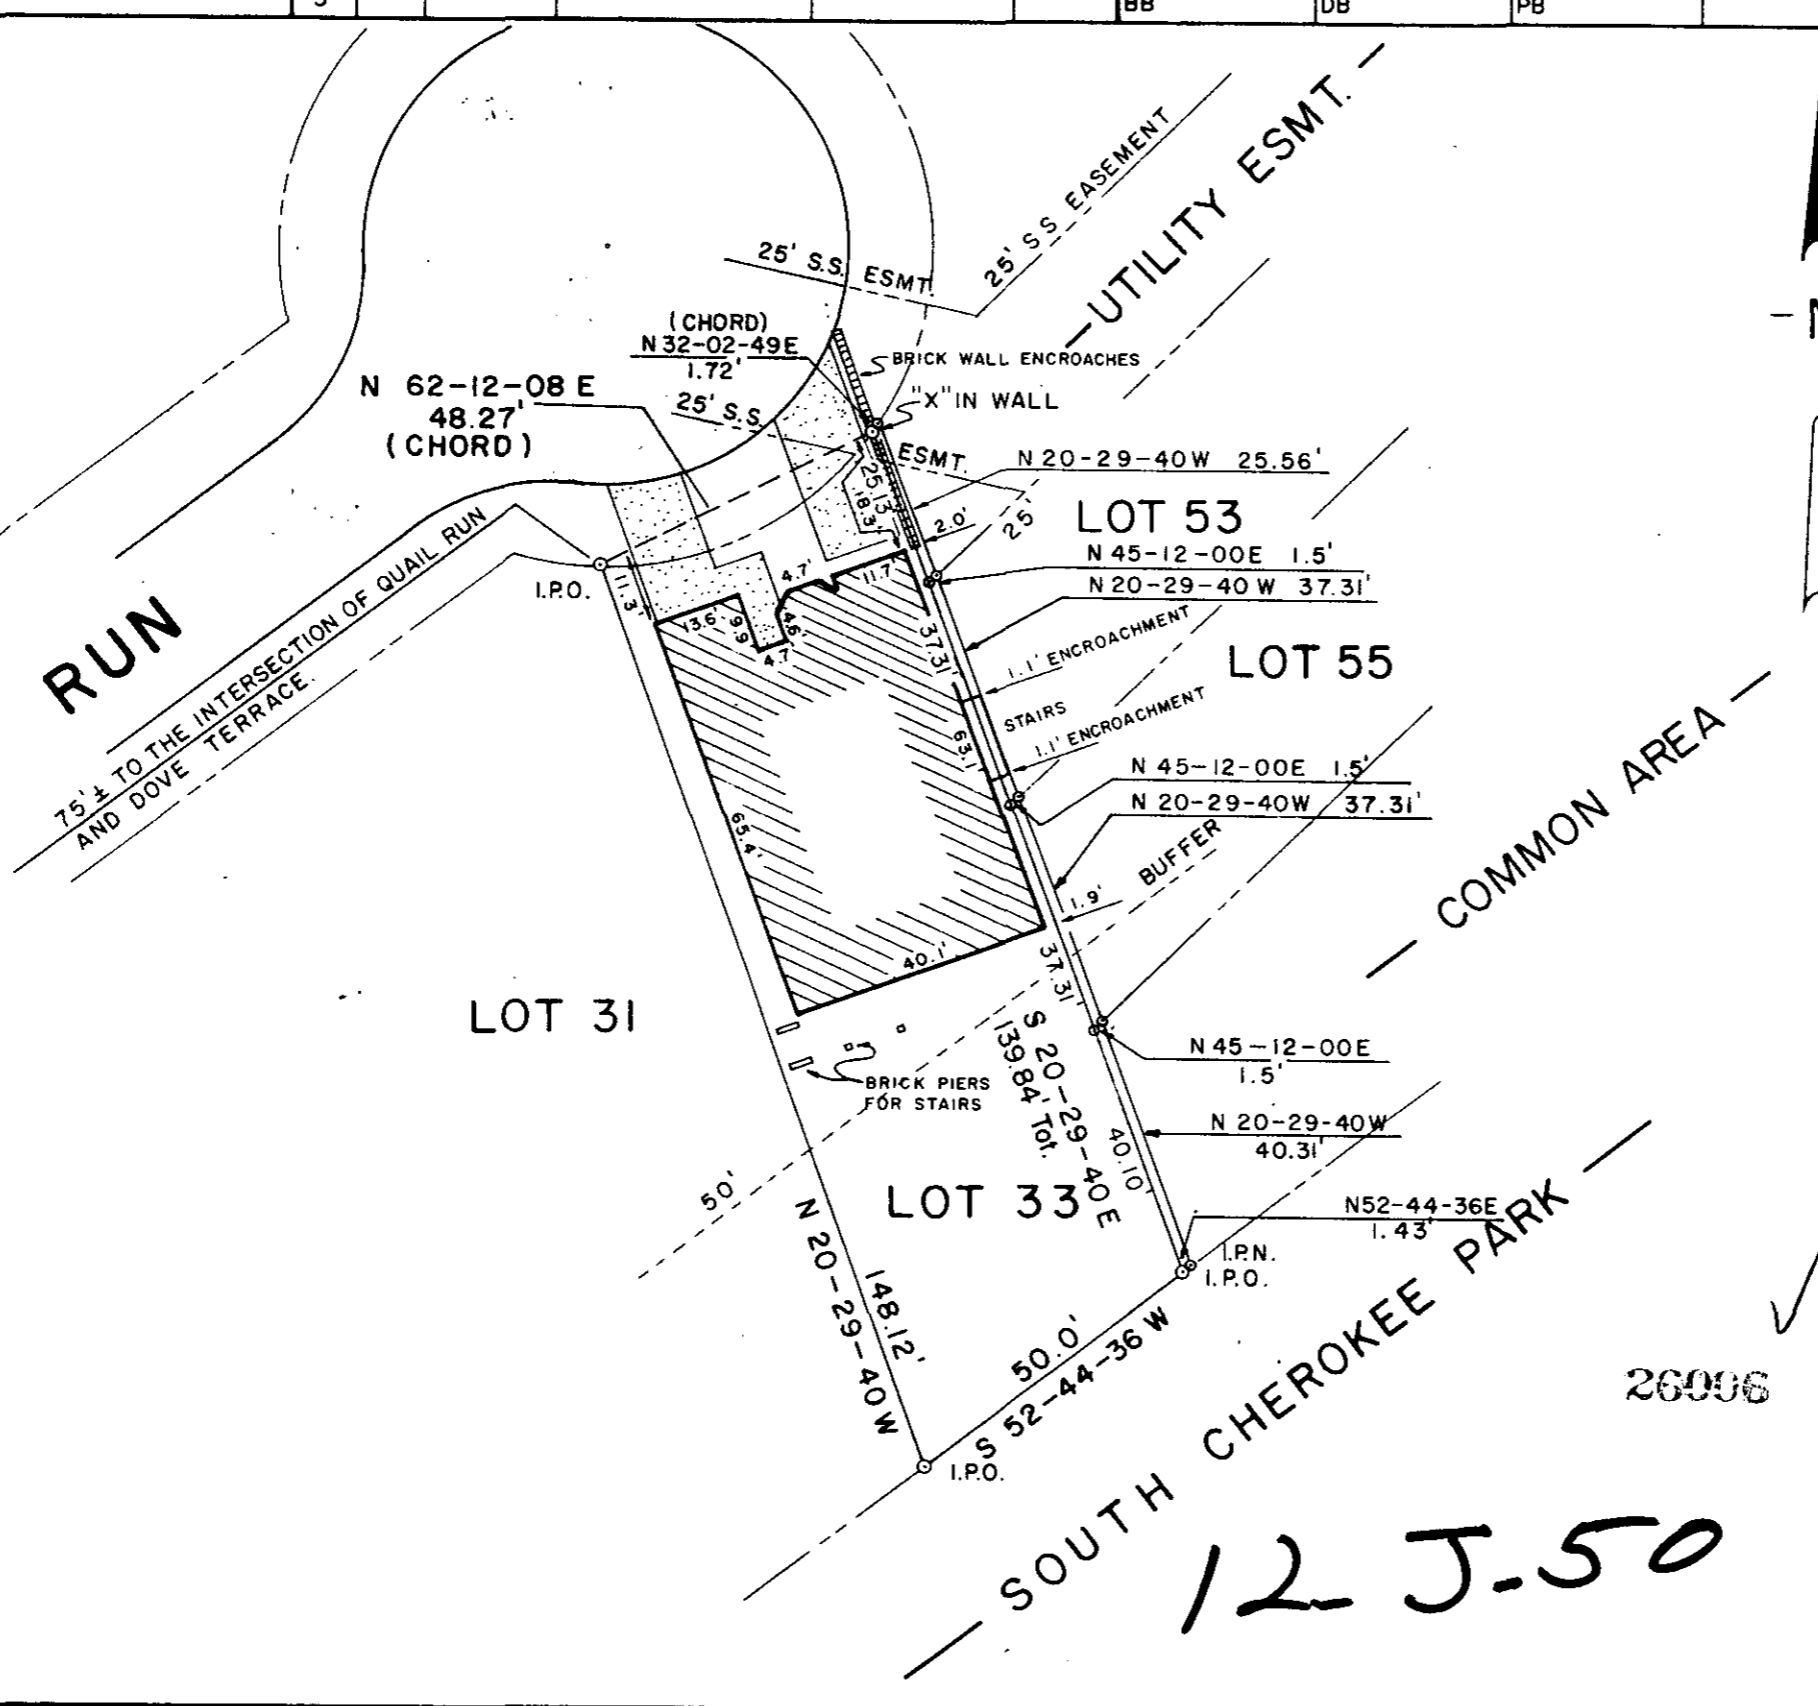 BB
DB
PB
UTILITY ESMT.
25' S S EASEMENT
25' S.S. ESMT.
(CHORD)
N 32-02-49E
1.72'
BRICK WALL ENCROACHES
N 62-12-08 E
48.27'
(CHORD)
25' S.S.
"X" IN WALL
ESMT.
N 20-29-40W 25.56'
25.13'
18.3'
2.0'
25'
LOT 53
N 45-12-00E 1.5'
N 20-29-40 W 37.31'
I.P.O.
11.3'
4.7'
11.7'
13.6'
9.9
4.6'
4.7
37.31'
1.1' ENCROACHMENT
LOT 55
RUN
75' ± TO THE INTERSECTION OF QUAIL RUN
AND DOVE TERRACE.
STAIRS
1.1' ENCROACHMENT
63.1
N 45-12-00E 1.5'
N 20-29-40W 37.31'
65.4'
BUFFER
1.9'
COMMON AREA
40.1'
37.31'
LOT 31
S 20-29-40E
139.84' Tot.
N 45-12-00E
1.5'
BRICK PIERS
FOR STAIRS
N 20-29-40W
40.31'
40.10'
50'
LOT 33
N52-44-36E
1.43'
I.P.N.
I.P.O.
N 20-29-40W
148.12'
50.0'
S 52-44-36 W
I.P.O.
SOUTH CHEROKEE PARK
26006
12-J-50